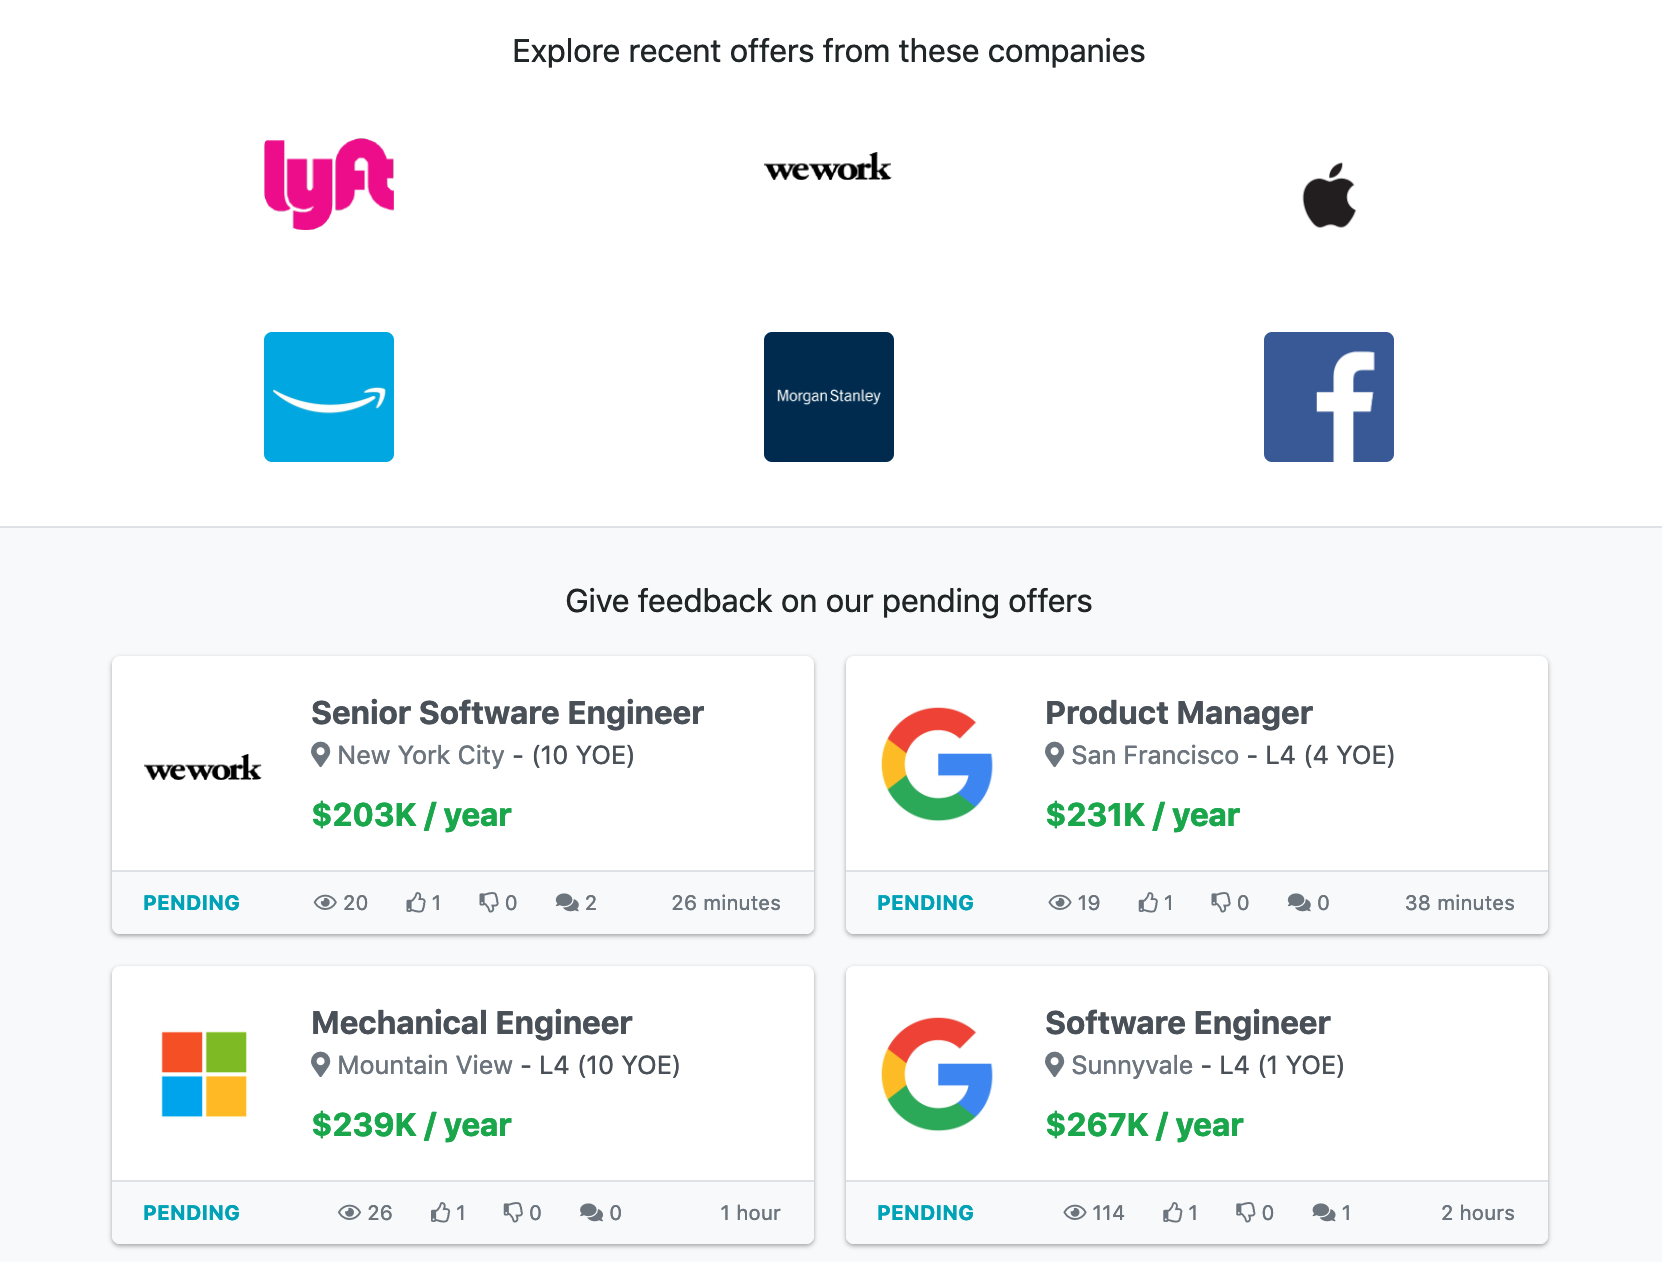 Explore recent offers from these companies
lyft
wework
Morgan Stanley
Give feedback on our pending offers
wework
Senior Software Engineer
New York City - (10 YOE)
$203K / year
PENDING 20 1 0 2 26 minutes
Product Manager
San Francisco - L4 (4 YOE)
$231K / year
PENDING 19 1 0 0 38 minutes
Mechanical Engineer
Mountain View - L4 (10 YOE)
$239K / year
PENDING 26 1 0 0 1 hour
Software Engineer
Sunnyvale - L4 (1 YOE)
$267K / year
PENDING 114 1 0 1 2 hours